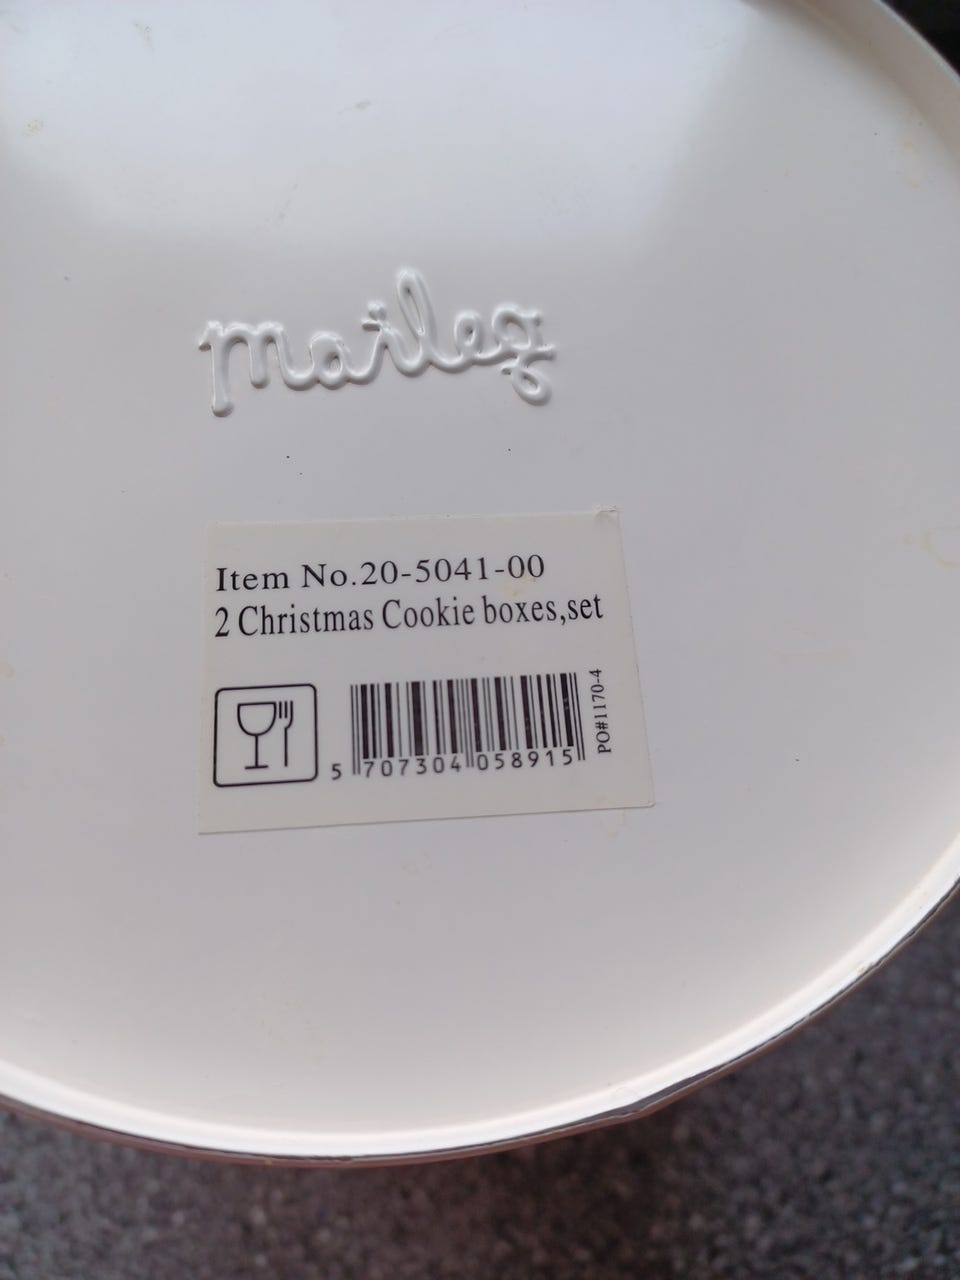 maileg
Item No.20-5041-00
2 Christmas Cookie boxes,set
PO#1170-4
5 707304 058915